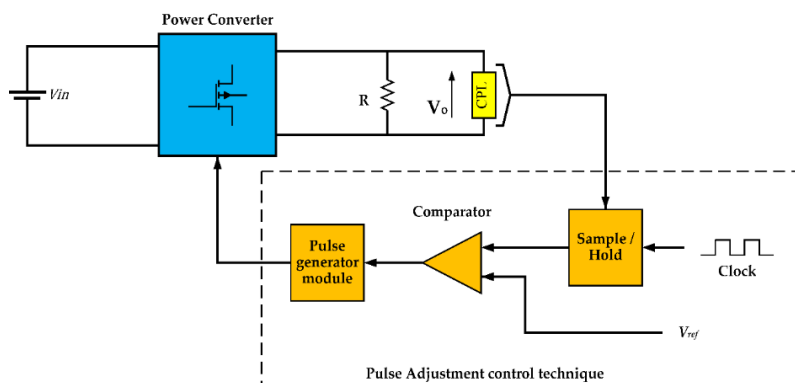 Power Converter
Vin
R
Vo
CPL
Comparator
Pulse
generator
module
Sample /
Hold
Clock
Vref
Pulse Adjustment control technique